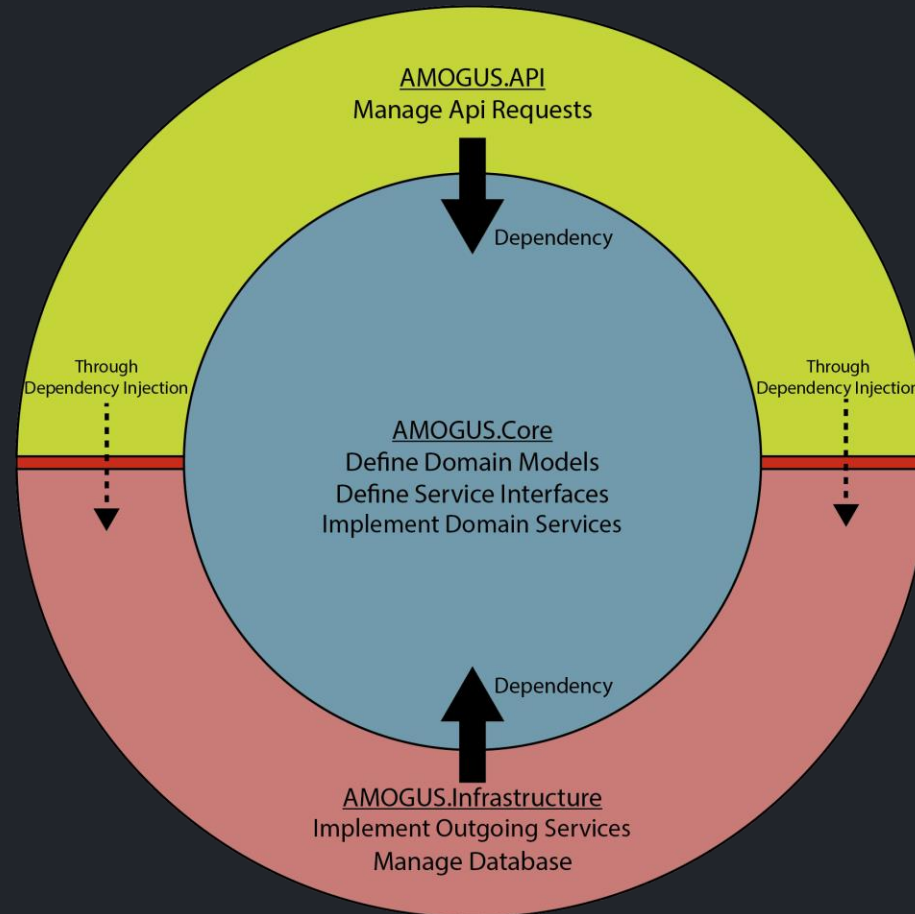 AMOGUS.API
Manage Api Requests
Dependency
Through
Dependency Injection
Through
Dependency Injection
AMOGUS.Core
Define Domain Models
Define Service Interfaces
Implement Domain Services
Dependency
AMOGUS.Infrastructure
Implement Outgoing Services
Manage Database